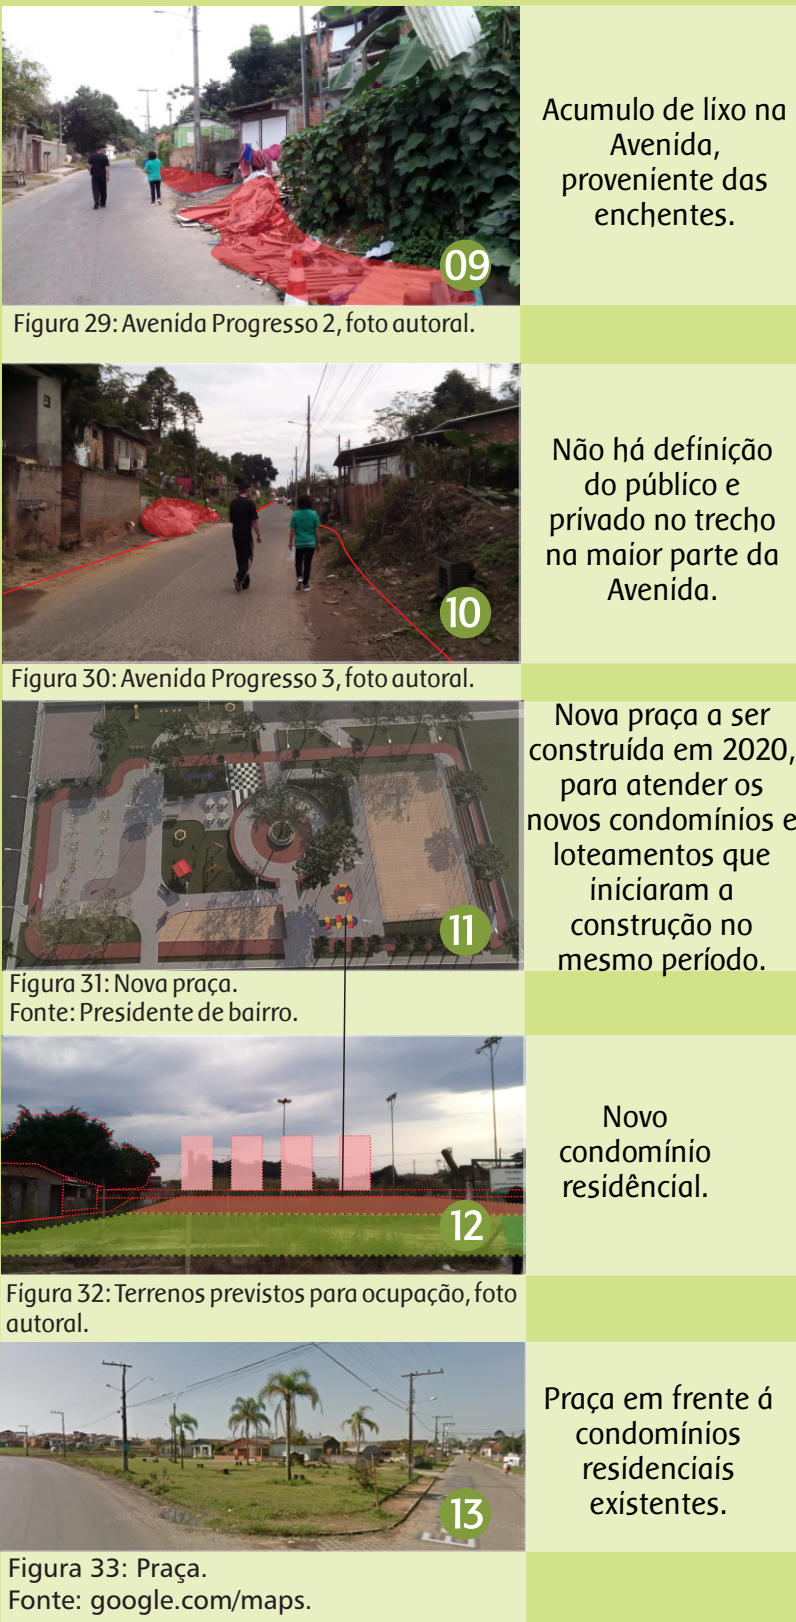 09
Acumulo de lixo na
Avenida,
proveniente das
enchentes.
Figura 29: Avenida Progresso 2, foto autoral.
10
Não há definição
do público e
privado no trecho
na maior parte da
Avenida.
Figura 30: Avenida Progresso 3, foto autoral.
11
Nova praça a ser
construída em 2020,
para atender os
novos condomínios e
loteamentos que
iniciaram a
construção no
mesmo período.
Figura 31: Nova praça.
Fonte: Presidente de bairro.
12
Novo
condomínio
residêncial.
Figura 32: Terrenos previstos para ocupação, foto
autoral.
13
Praça em frente á
condomínios
residenciais
existentes.
Figura 33: Praça.
Fonte: google.com/maps.